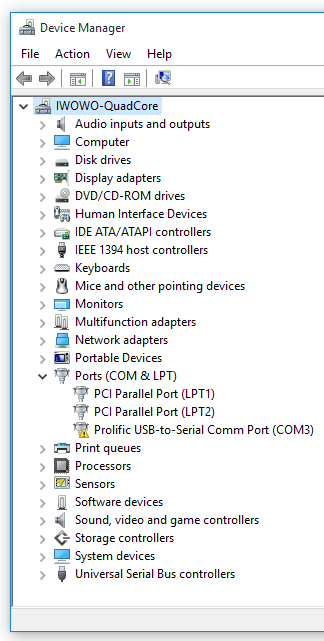 Device Manager
File Action View Help
IWOWO-QuadCore
Audio inputs and outputs
Computer
Disk drives
Display adapters
DVD/CD-ROM drives
Human Interface Devices
IDE ATA/ATAPI controllers
IEEE 1394 host controllers
Keyboards
Mice and other pointing devices
Monitors
Multifunction adapters
Network adapters
Portable Devices
Ports (COM & LPT)
PCI Parallel Port (LPT1)
PCI Parallel Port (LPT2)
Prolific USB-to-Serial Comm Port (COM3)
Print queues
Processors
Sensors
Software devices
Sound, video and game controllers
Storage controllers
System devices
Universal Serial Bus controllers